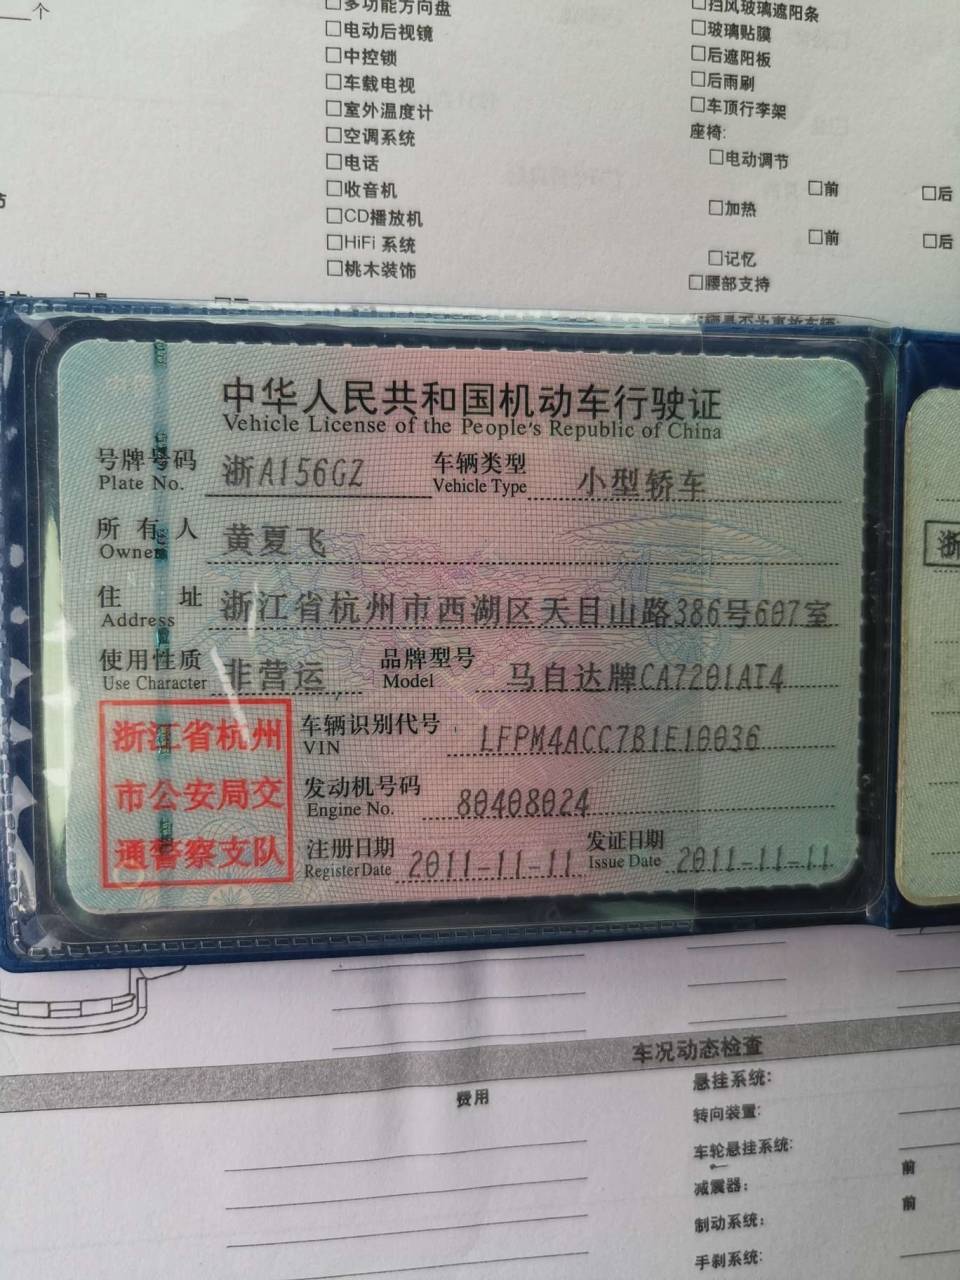 个
□多功能方向盘
□电动后视镜
□中控锁
□车载电视
□室外温度计
□空调系统
□电话
□收音机
□CD播放机
□HiFi 系统
□桃木装饰
□挡风玻璃遮阳条
□玻璃贴膜
□后遮阳板
□后雨刷
□车顶行李架
座椅:
□电动调节
□前 □后
□加热
□前 □后
□记忆
□腰部支持
中华人民共和国机动车行驶证
Vehicle License of the People's Republic of China
号牌号码 浙A156GZ 车辆类型 小型轿车
Plate No. Vehicle Type
所有人 黄夏飞
Owner
住址 浙江省杭州市西湖区天目山路386号607室
Address
使用性质 非营运 品牌型号 马自达牌CA7201AT4
Use Character Model
浙江省杭州
市公安局交
通警察支队
车辆识别代号 LFPM4ACC7B1E10036
VIN
发动机号码 80408024
Engine No.
注册日期 2011-11-11 发证日期 2011-11-11
Register Date Issue Date
浙
车况动态检查
费用
悬挂系统:
转向装置:
车轮悬挂系统:
前
减震器:
前
制动系统:
手刹系统: